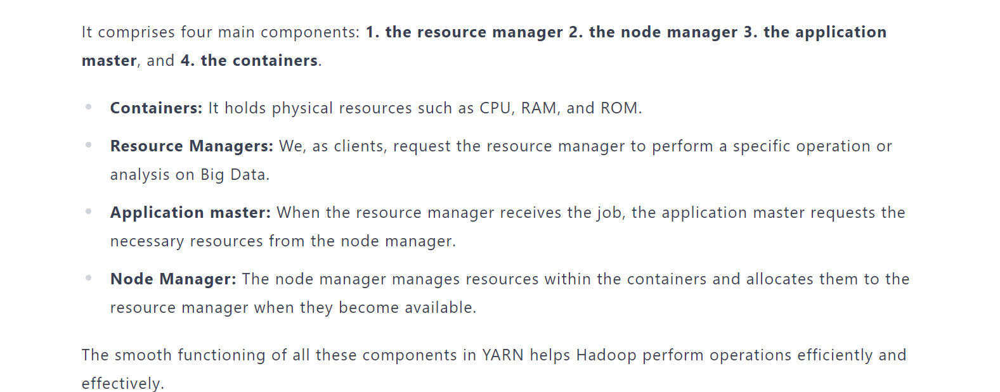 It comprises four main components: 1. the resource manager 2. the node manager 3. the application
master, and 4. the containers.
Containers: It holds physical resources such as CPU, RAM, and ROM.
Resource Managers: We, as clients, request the resource manager to perform a specific operation or
analysis on Big Data.
Application master: When the resource manager receives the job, the application master requests the
necessary resources from the node manager.
Node Manager: The node manager manages resources within the containers and allocates them to the
resource manager when they become available.
The smooth functioning of all these components in YARN helps Hadoop perform operations efficiently and
effectively.